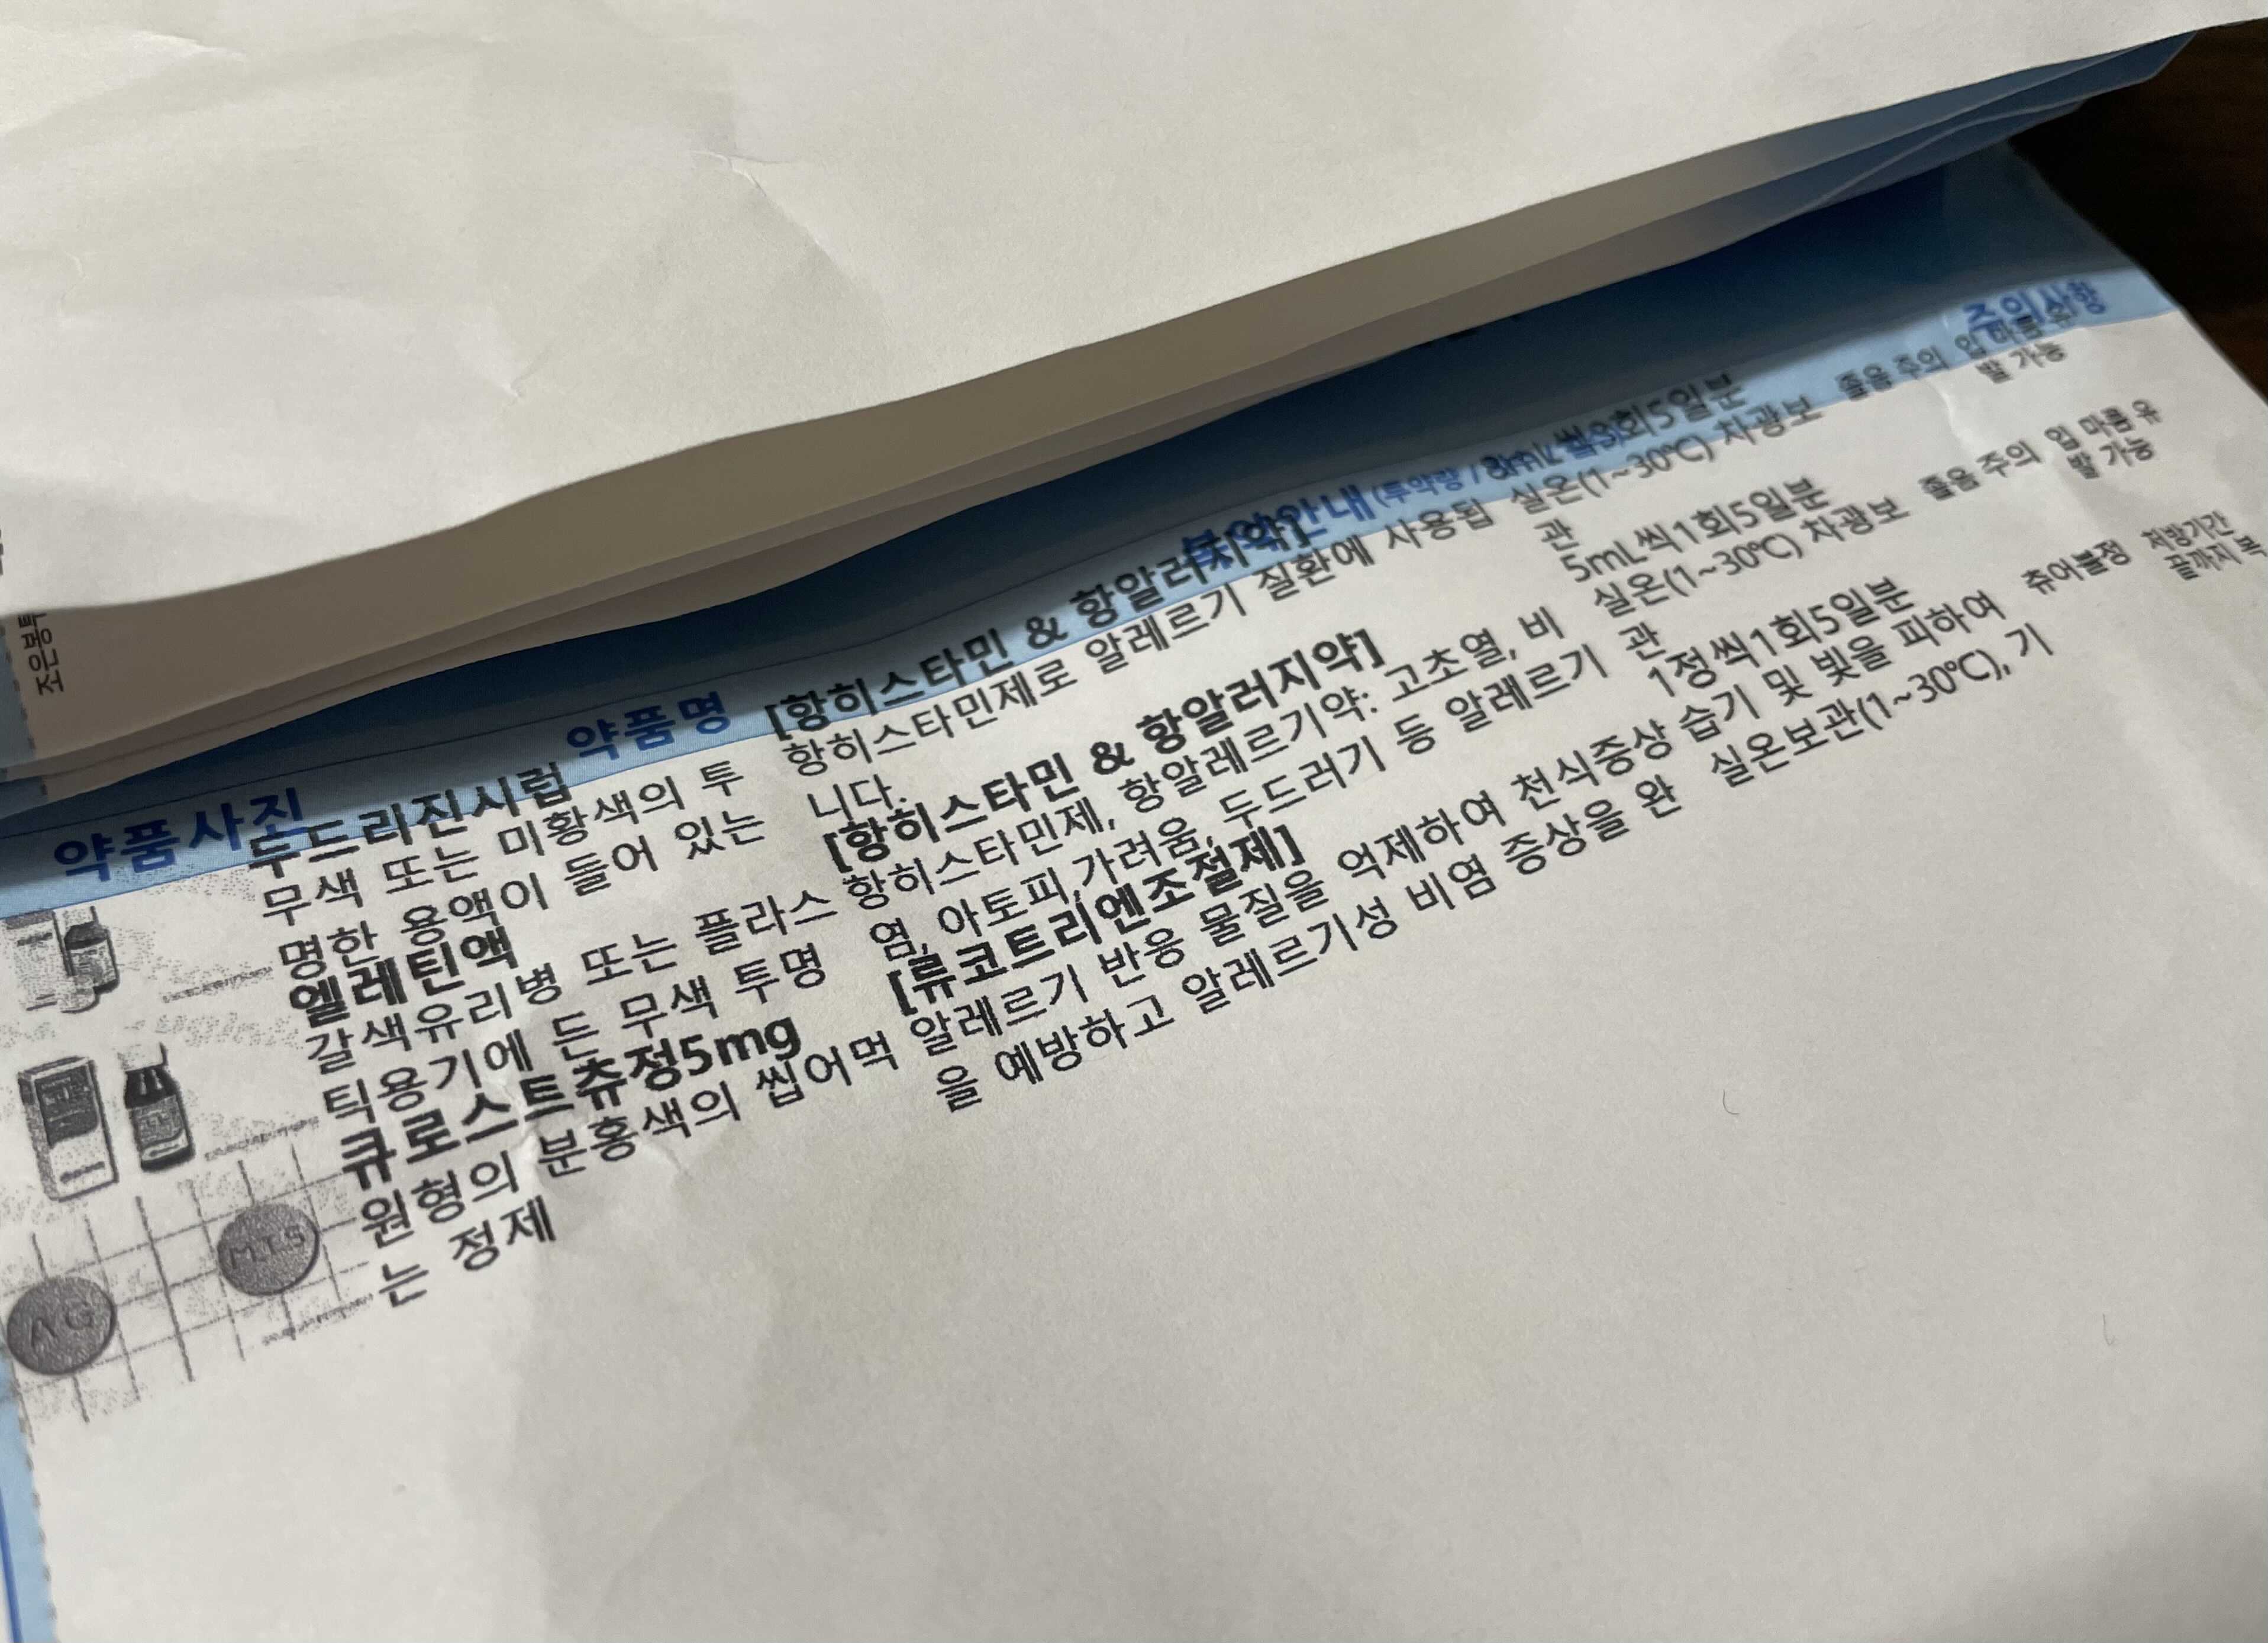 약품사진 약품명 복약안내 (투약량 / 횟수 / 일수) 주의사항
두드리진시럽
무색 또는 미황색의 투
명한 용액이 들어 있는
[항히스타민 & 항알러지약]
항히스타민제로 알레르기 질환에 사용됩
니다.
씩3회5일분
실온(1~30℃) 차광보
관
졸음 주의 입 마름 유
발 가능
엘레틴액
갈색유리병 또는 플라스
틱용기에 든 무색 투명
[항히스타민 & 항알러지약]
항히스타민제, 항알레르기약: 고초열, 비
염, 아토피,가려움, 두드러기 등 알레르기
5mL씩1회5일분
실온(1~30℃) 차광보
관
졸음 주의 입 마름 유
발 가능
큐로스트츄정5mg
원형의 분홍색의 씹어먹
는 정제
[류코트리엔조절제]
알레르기 반응 물질을 억제하여 천식증상
을 예방하고 알레르기성 비염 증상을 완
1정씩1회5일분
습기 및 빛을 피하여
실온보관(1~30℃), 기
츄어블정 처방기간
끝까지 복
AG
MTS
조은봉투